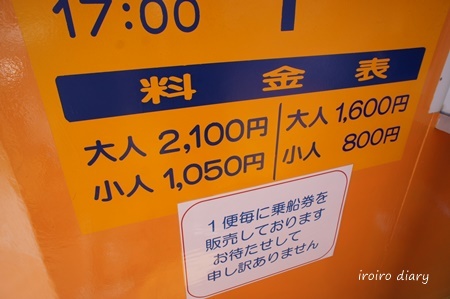 17:00
料金表
大人 2,100円 大人 1,600円
小人 1,050円 小人 800円
1便毎に乗船券を
販売しております
お待たせして
申し訳ありません
iroiro diary